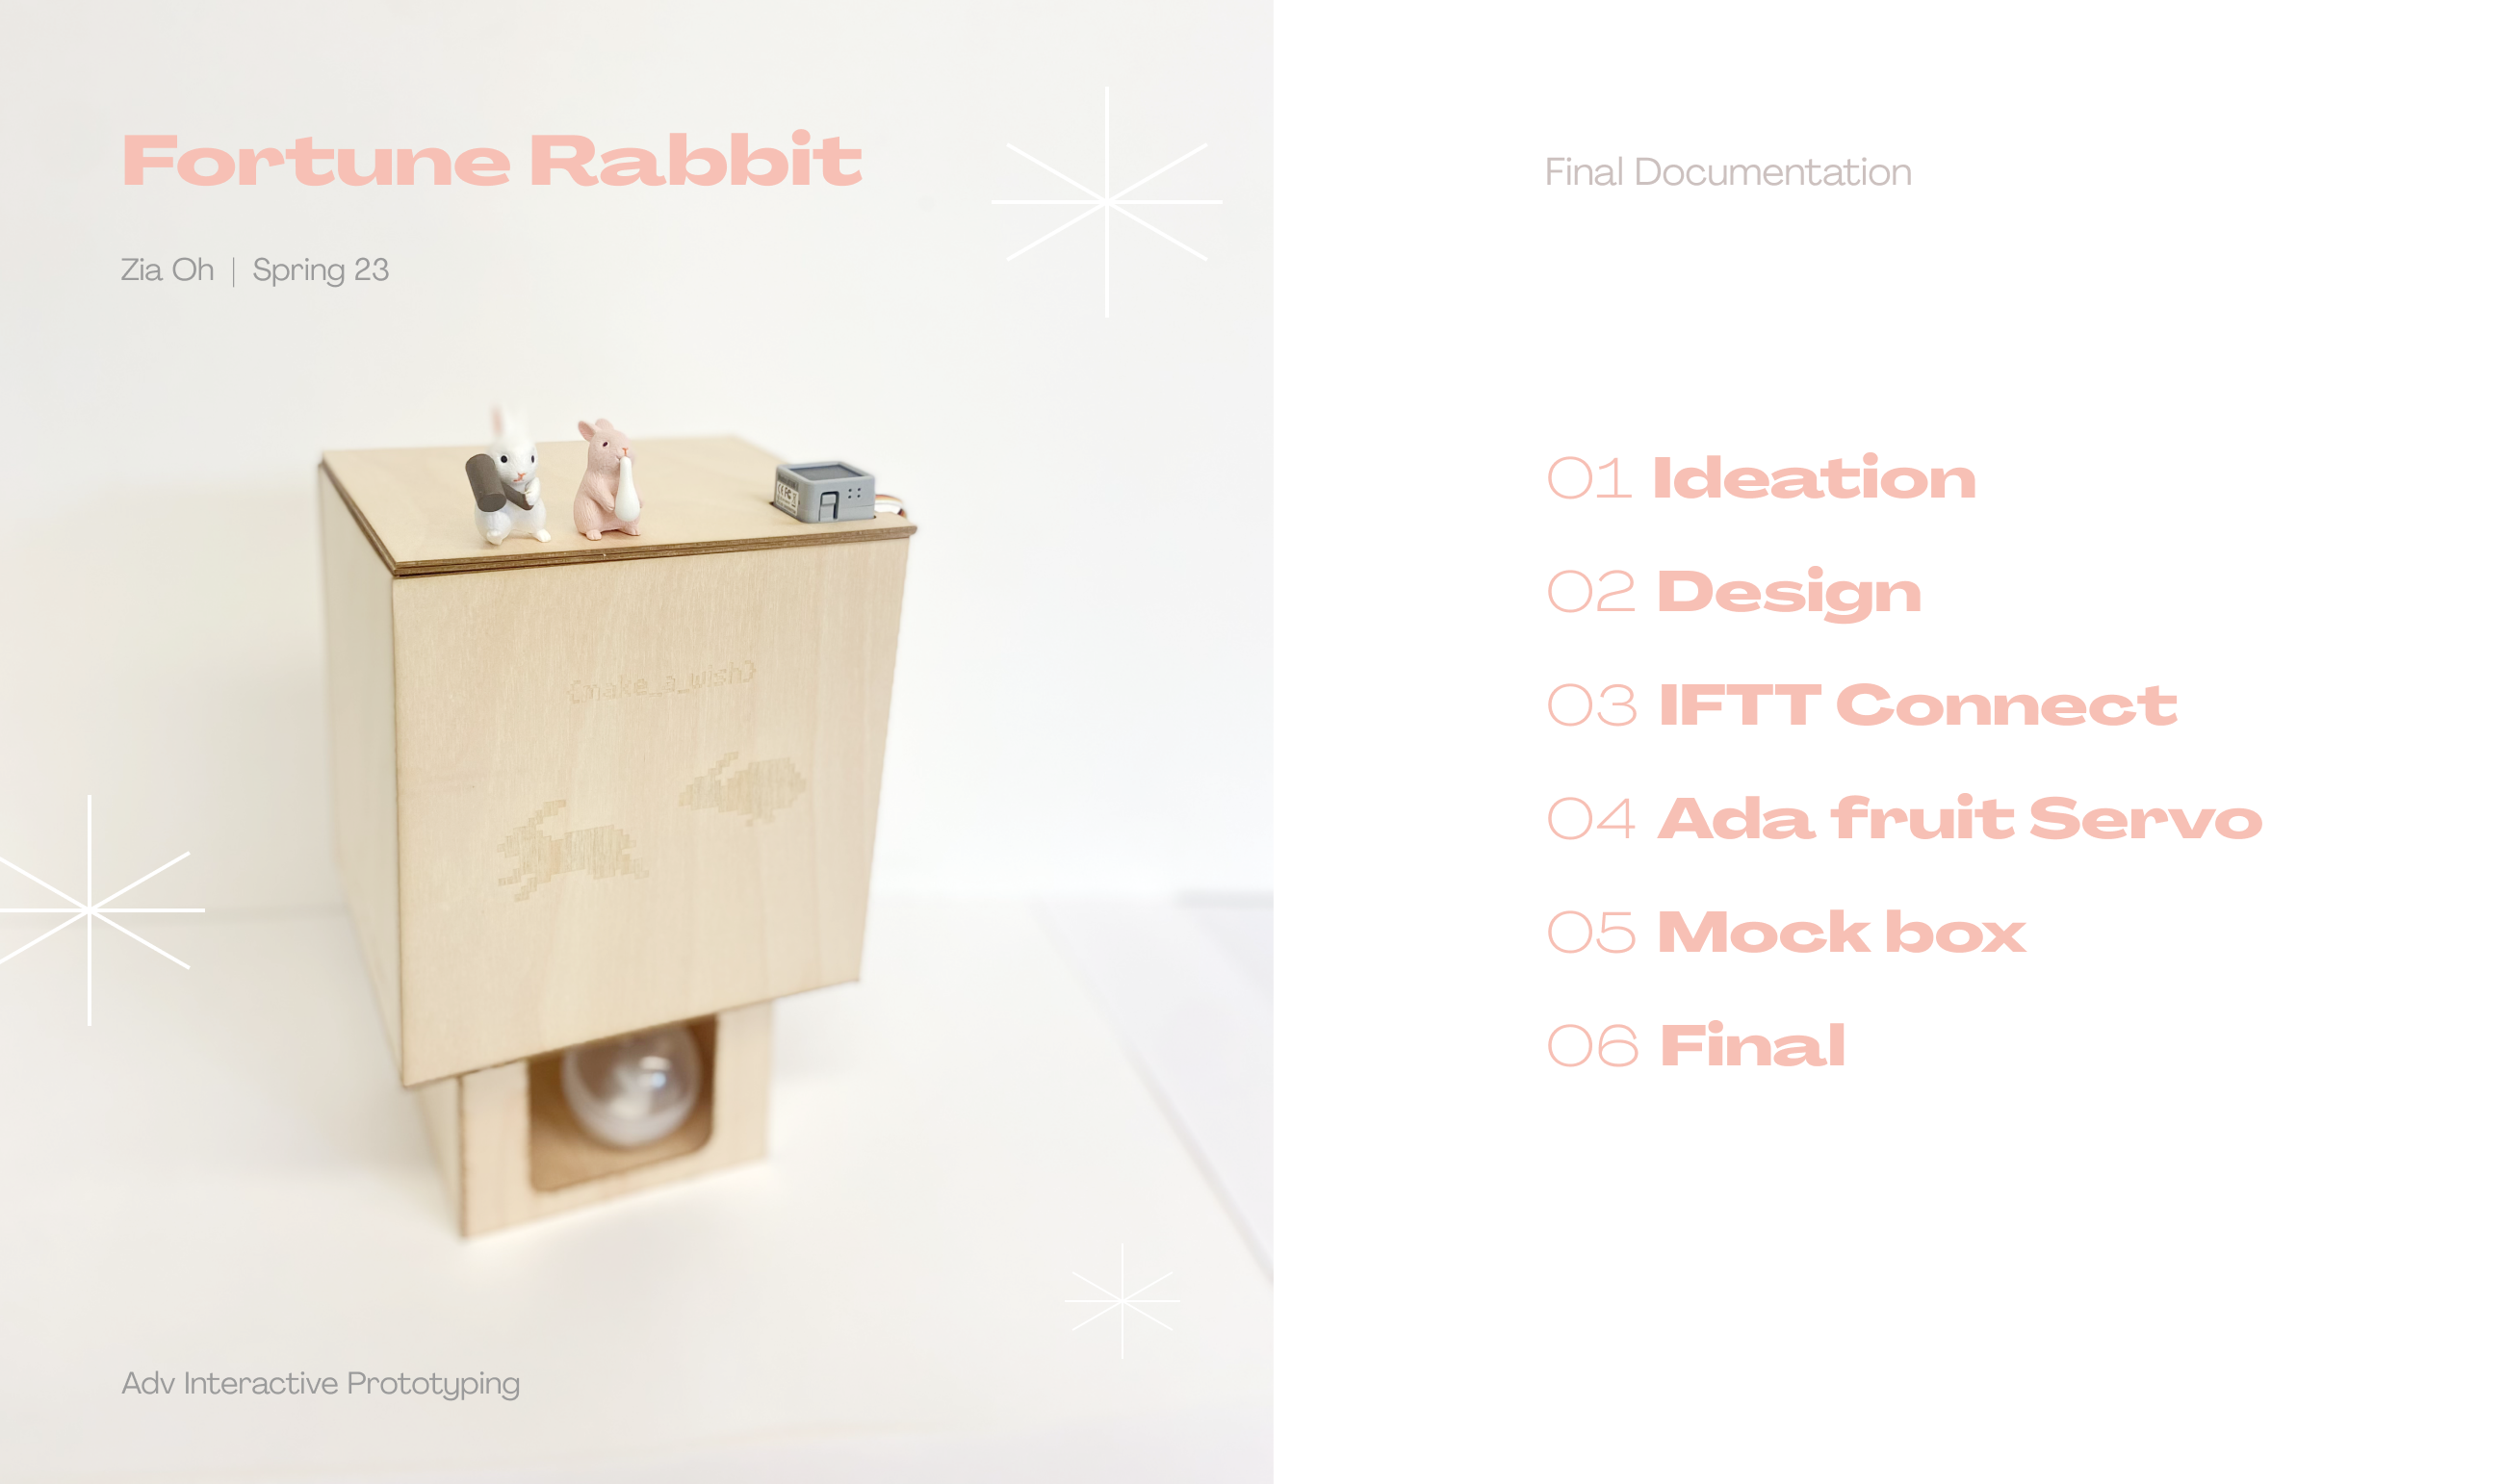 Fortune Rabbit
Zia Oh | Spring 23
{make_a_wish}
Adv Interactive Prototyping
Final Documentation
01 Ideation
02 Design
03 IFTT Connect
04 Ada fruit Servo
05 Mock box
06 Final